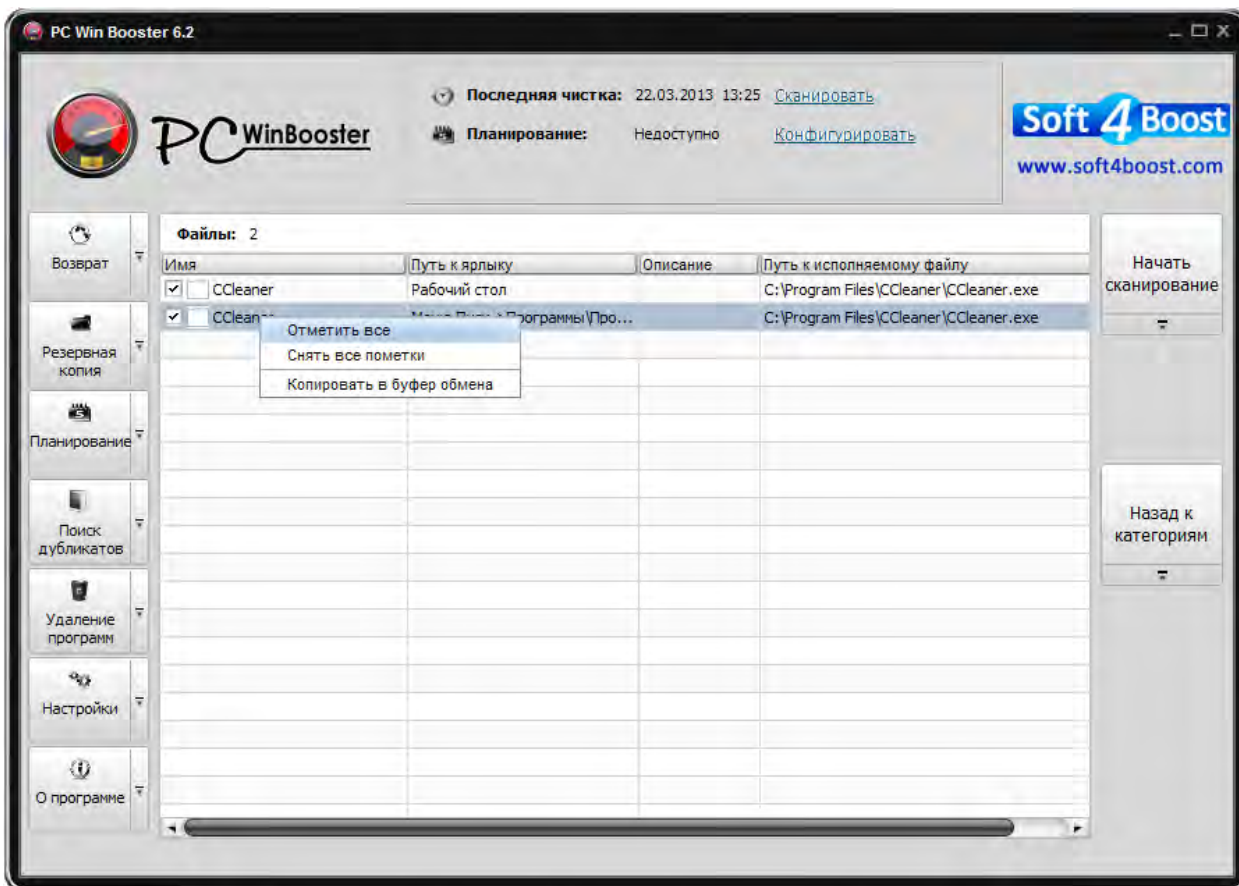 PC Win Booster 6.2
PC WinBooster
Последняя чистка: 22.03.2013 13:25 Сканировать
Планирование: Недоступно Конфигурировать
Soft 4 Boost
www.soft4boost.com
Возврат
Резервная
копия
Планирование
Поиск
дубликатов
Удаление
программ
Настройки
О программе
Файлы: 2
Имя Путь к ярлыку Описание Путь к исполняемому файлу
CCleaner Рабочий стол C:\Program Files\CCleaner\CCleaner.exe
CCleaner \Программы\Про... C:\Program Files\CCleaner\CCleaner.exe
Отметить все
Снять все пометки
Копировать в буфер обмена
Начать
сканирование
Назад к
категориям